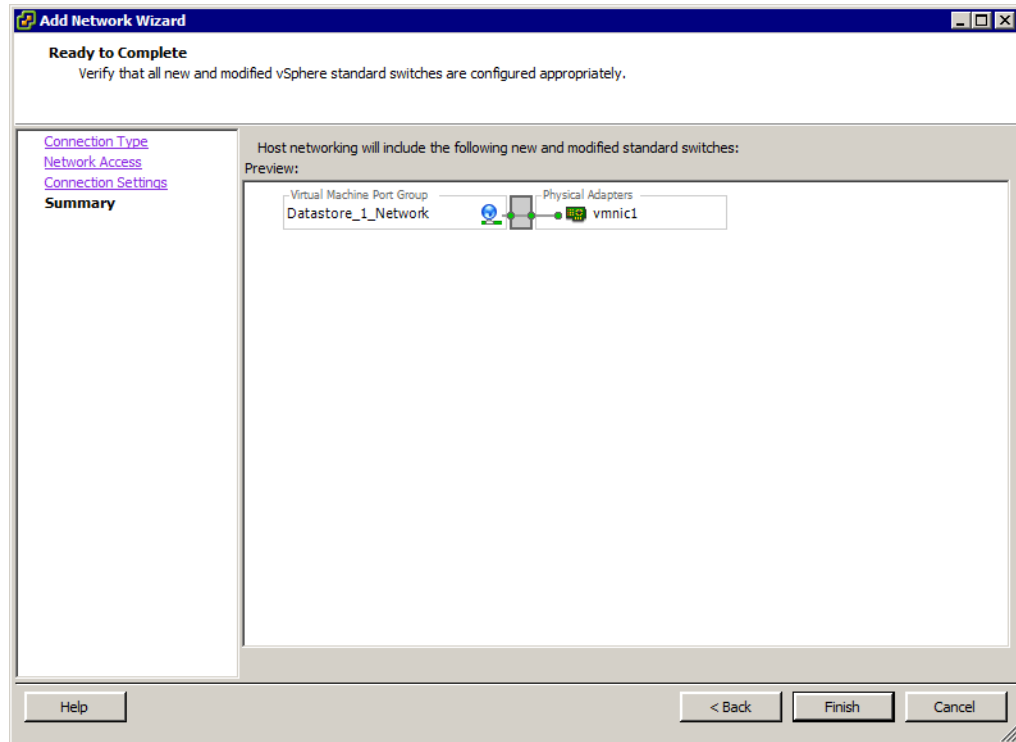 Add Network Wizard
Ready to Complete
Verify that all new and modified vSphere standard switches are configured appropriately.
Connection Type
Network Access
Connection Settings
Summary
Host networking will include the following new and modified standard switches:
Preview:
Virtual Machine Port Group
Physical Adapters
Datastore_1_Network
vmnic1
Help
< Back
Finish
Cancel